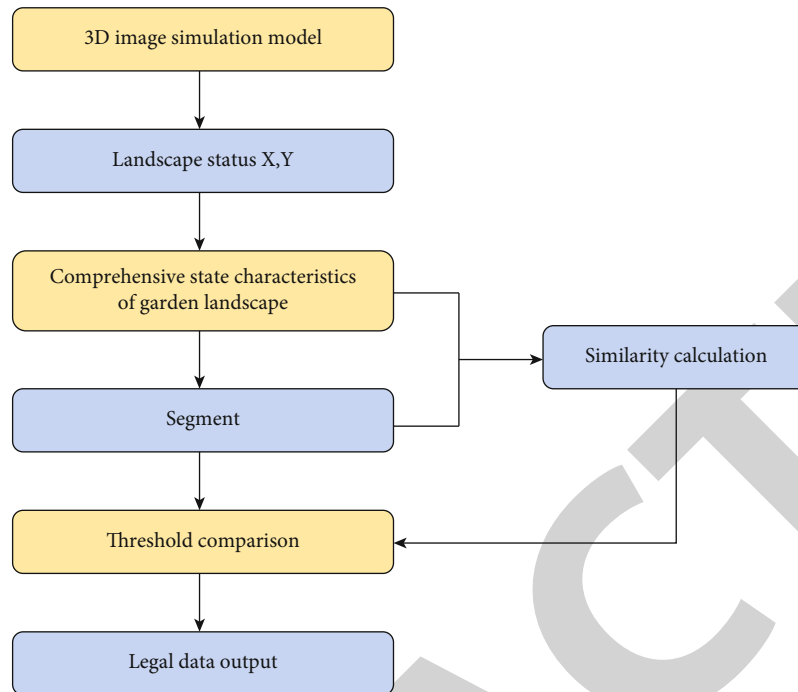 3D image simulation model
Landscape status X,Y
Comprehensive state characteristics
of garden landscape
Similarity calculation
Segment
Threshold comparison
Legal data output